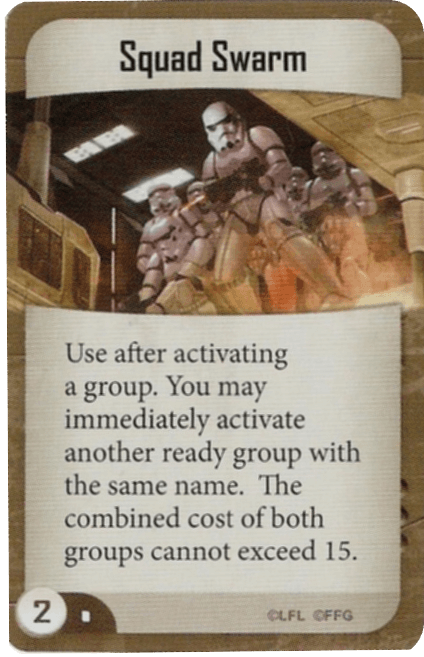 Squad Swarm
Use after activating
a group. You may
immediately activate
another ready group with
the same name.  The
combined cost of both
groups cannot exceed 15.
2
©LFL ©FFG